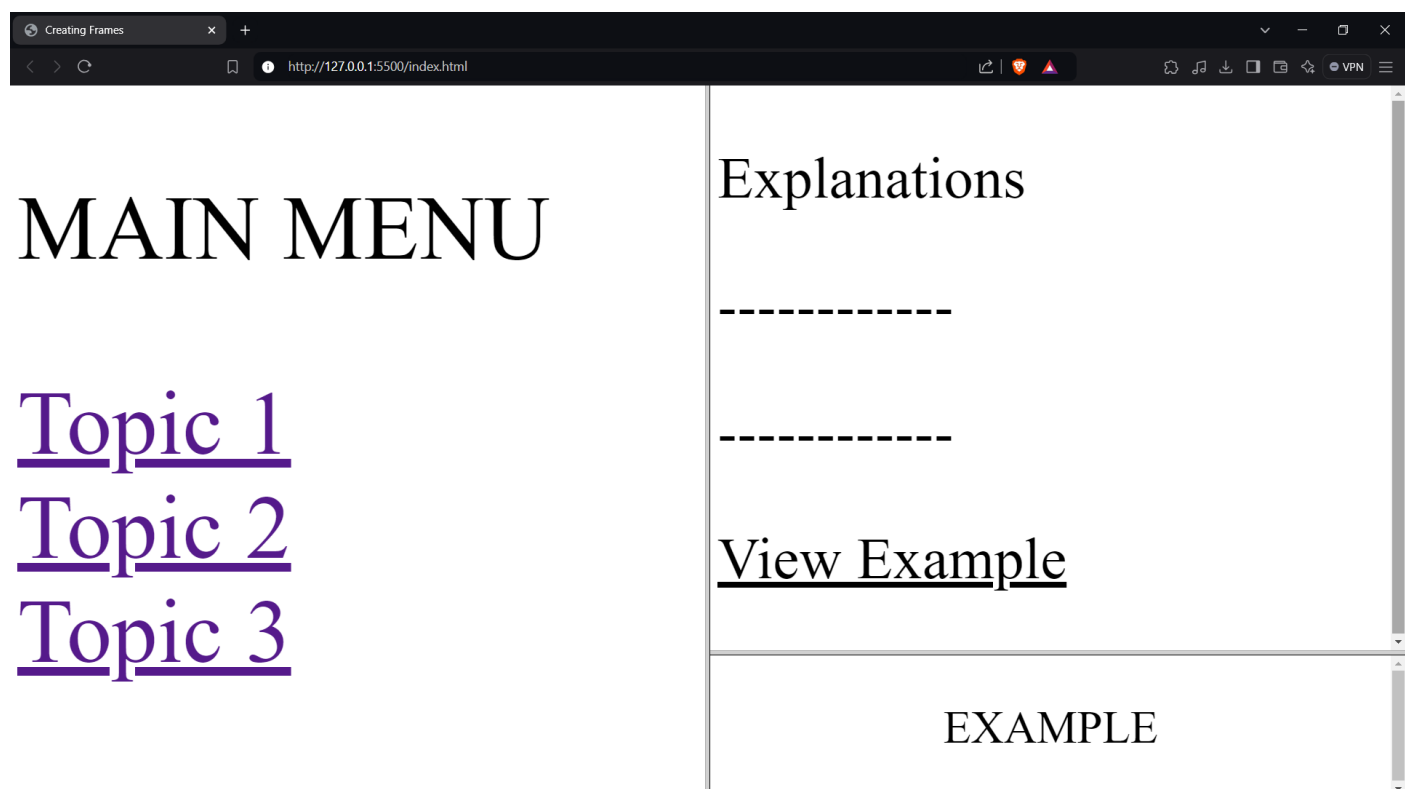 Creating Frames
http://127.0.0.1:5500/index.html
VPN
MAIN MENU
Topic 1
Topic 2
Topic 3
Explanations
------------
------------
View Example
EXAMPLE